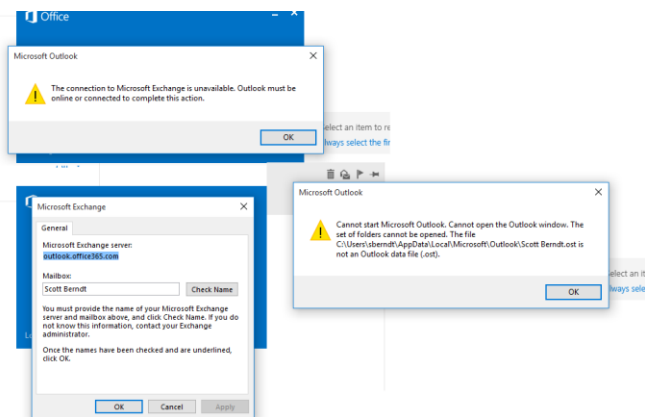 Office
Microsoft Outlook
The connection to Microsoft Exchange is unavailable. Outlook must be
online or connected to complete this action.
OK
select an item to re
lways select the fir
Microsoft Exchange
General
Microsoft Exchange server:
outlook.office365.com
Mailbox:
Scott Berndt
Check Name
You must provide the name of your Microsoft Exchange
server and mailbox above, and click Check Name. If you do
not know this information, contact your Exchange
administrator.
Once the names have been checked and are underlined,
click OK.
OK
Cancel
Apply
Lo
Microsoft Outlook
Cannot start Microsoft Outlook. Cannot open the Outlook window. The
set of folders cannot be opened. The file
C:\Users\sberndt\AppData\Local\Microsoft\Outlook\Scott Berndt.ost is
not an Outlook data file (.ost).
OK
elect an it
lways sele